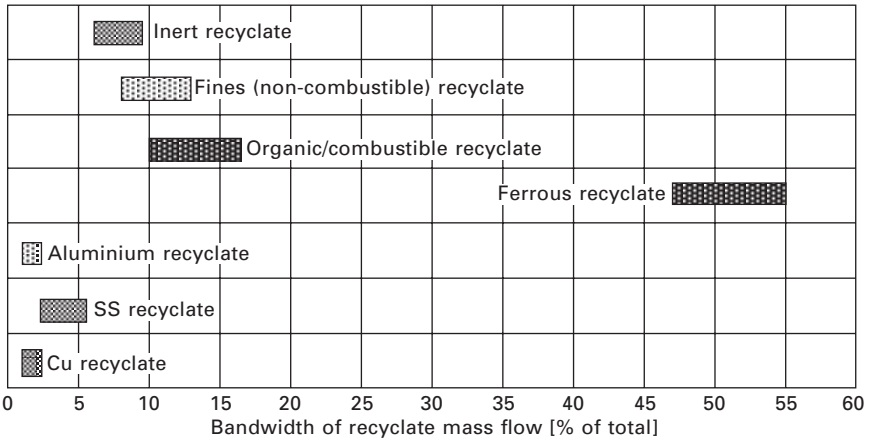 Inert recyclate
Fines (non-combustible) recyclate
Organic/combustible recyclate
Ferrous recyclate
Aluminium recyclate
SS recyclate
Cu recyclate
0 5 10 15 20 25 30 35 40 45 50 55 60
Bandwidth of recyclate mass flow [% of total]